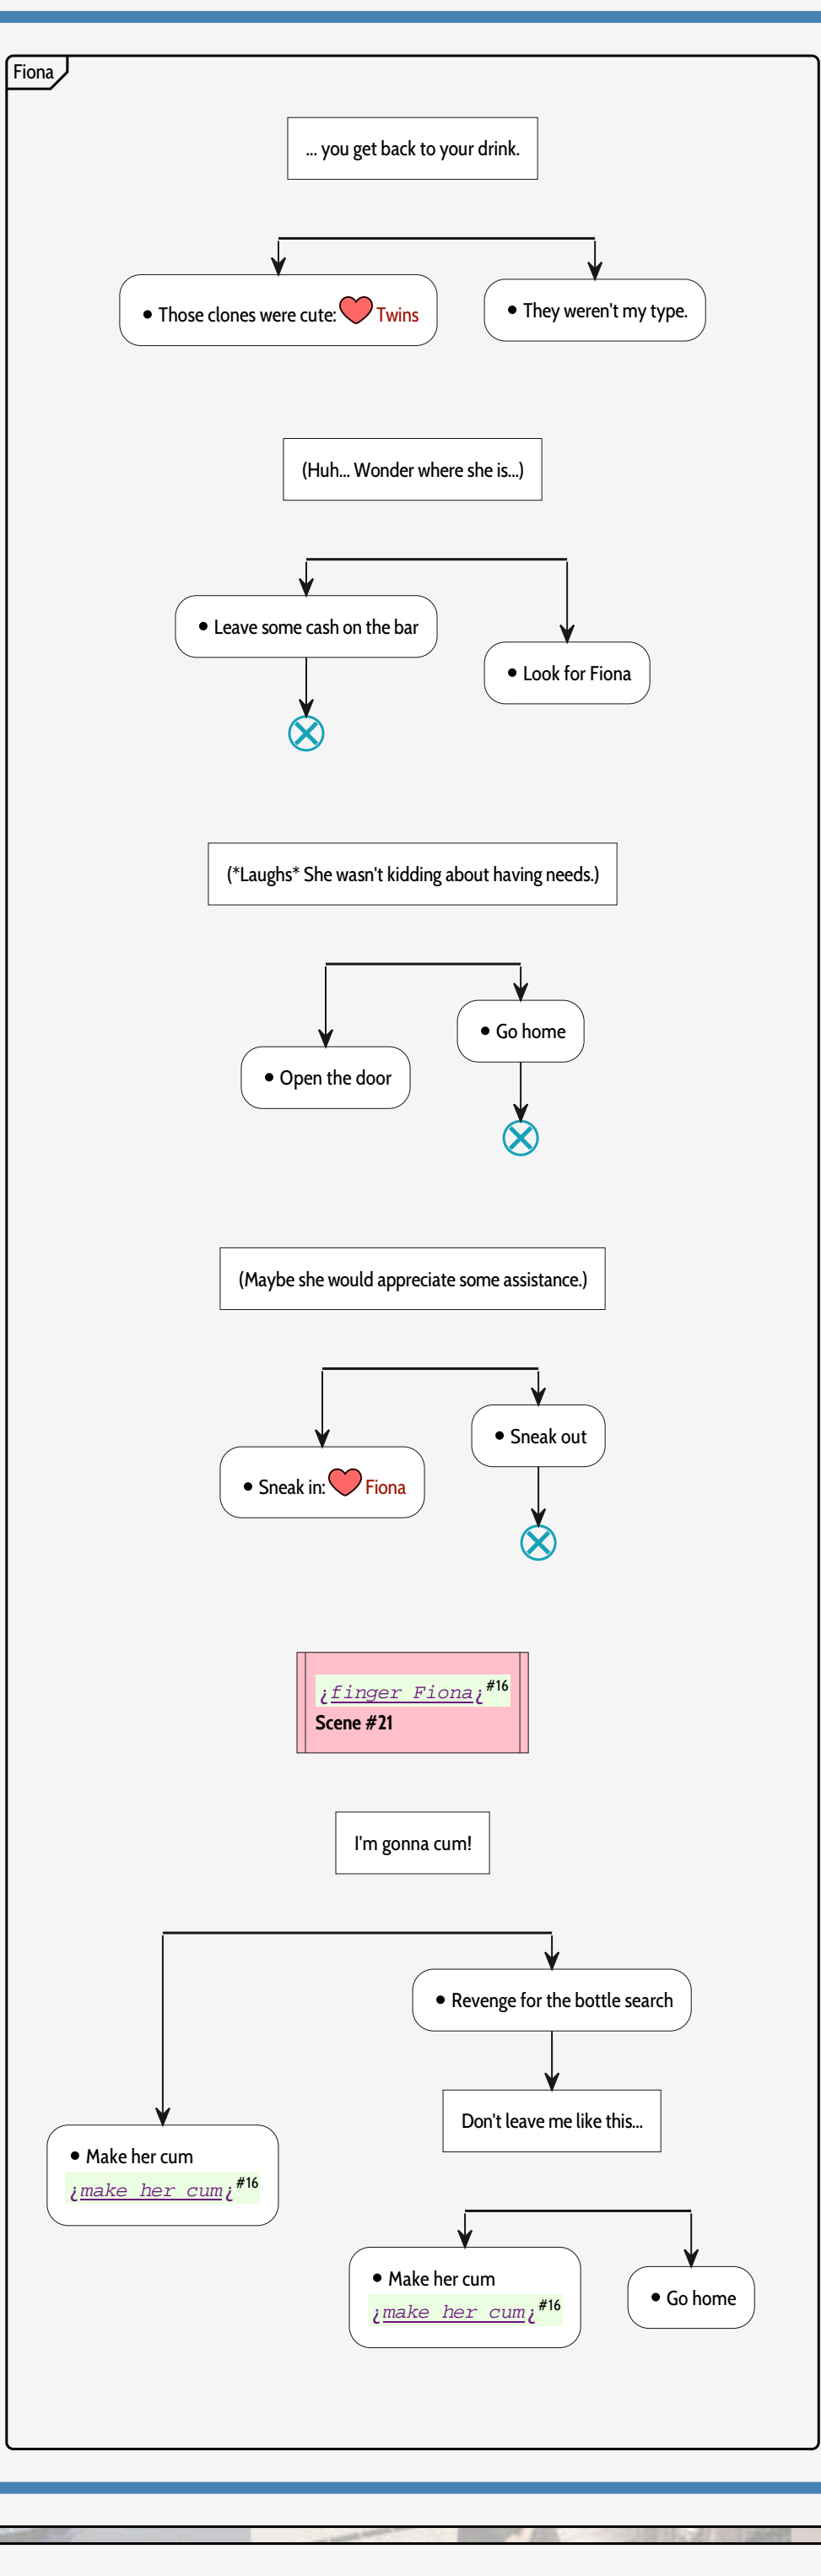 Fiona
... you get back to your drink.
• Those clones were cute: Twins
• They weren't my type.
(Huh... Wonder where she is...)
• Leave some cash on the bar
• Look for Fiona
(*Laughs* She wasn't kidding about having needs.)
• Go home
• Open the door
(Maybe she would appreciate some assistance.)
• Sneak out
• Sneak in: Fiona
¿finger Fiona¿#16
Scene #21
I'm gonna cum!
• Revenge for the bottle search
Don't leave me like this...
• Make her cum
¿make her cum¿#16
• Make her cum
¿make her cum¿#16
• Go home